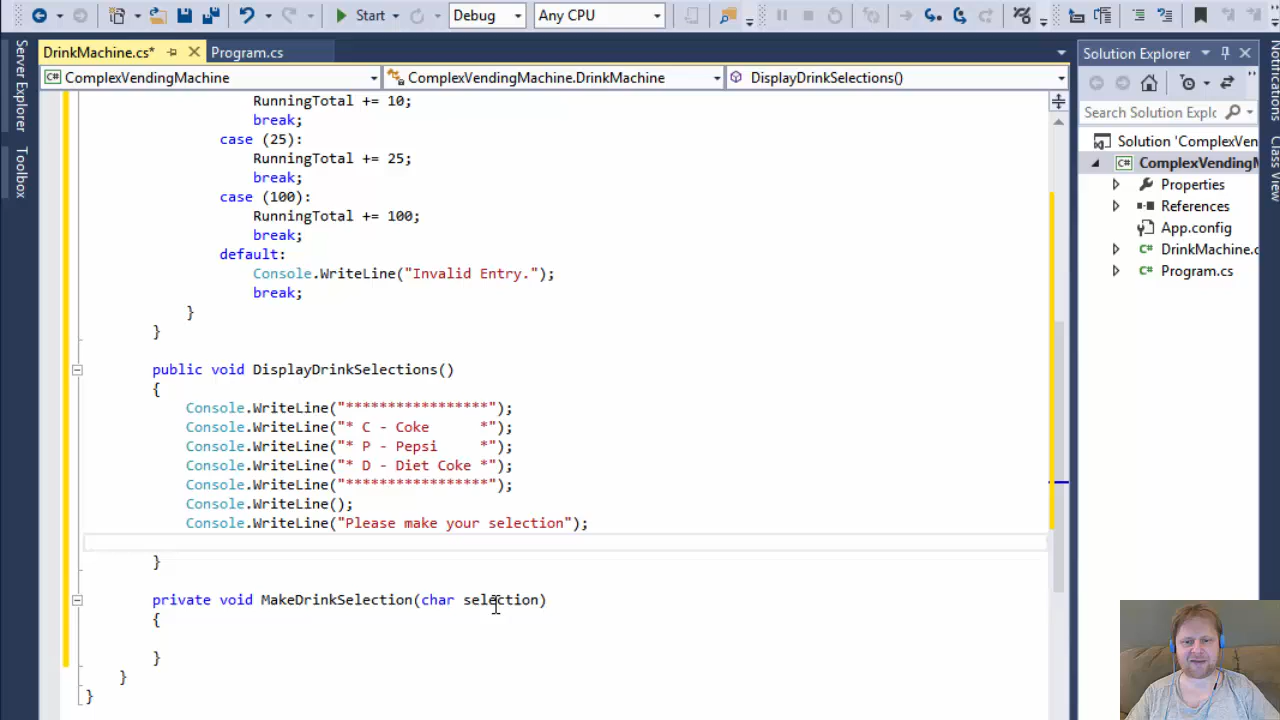 Start
Debug
Any CPU
DrinkMachine.cs*
Program.cs
Solution Explorer
ComplexVendingMachine
ComplexVendingMachine.DrinkMachine
DisplayDrinkSelections()
Search Solution Explc
Solution 'ComplexVen
ComplexVendingM
Properties
References
App.config
DrinkMachine.c
Program.cs
Server Explorer
Toolbox
Notifications
Class View
RunningTotal += 10;
break;
case (25):
RunningTotal += 25;
break;
case (100):
RunningTotal += 100;
break;
default:
Console.WriteLine("Invalid Entry.");
break;
}
}
public void DisplayDrinkSelections()
{
Console.WriteLine("*****************");
Console.WriteLine("* C - Coke      *");
Console.WriteLine("* P - Pepsi     *");
Console.WriteLine("* D - Diet Coke *");
Console.WriteLine("*****************");
Console.WriteLine();
Console.WriteLine("Please make your selection");
}
private void MakeDrinkSelection(char selection)
{
}
}
}